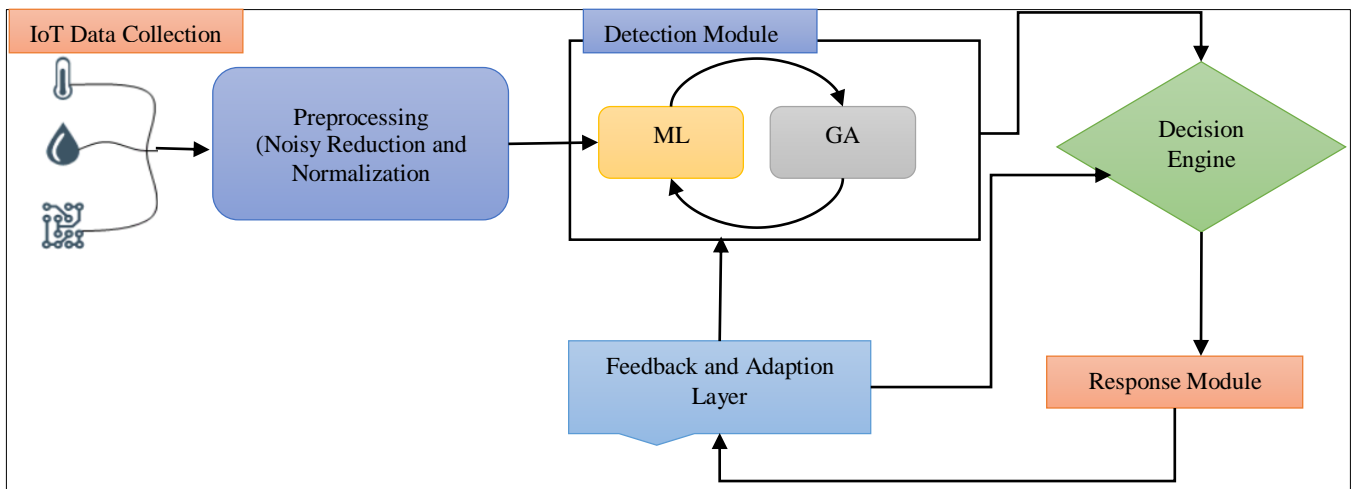 IoT Data Collection
Detection Module
Preprocessing
(Noisy Reduction and
Normalization
ML
GA
Decision
Engine
Feedback and Adaption
Layer
Response Module